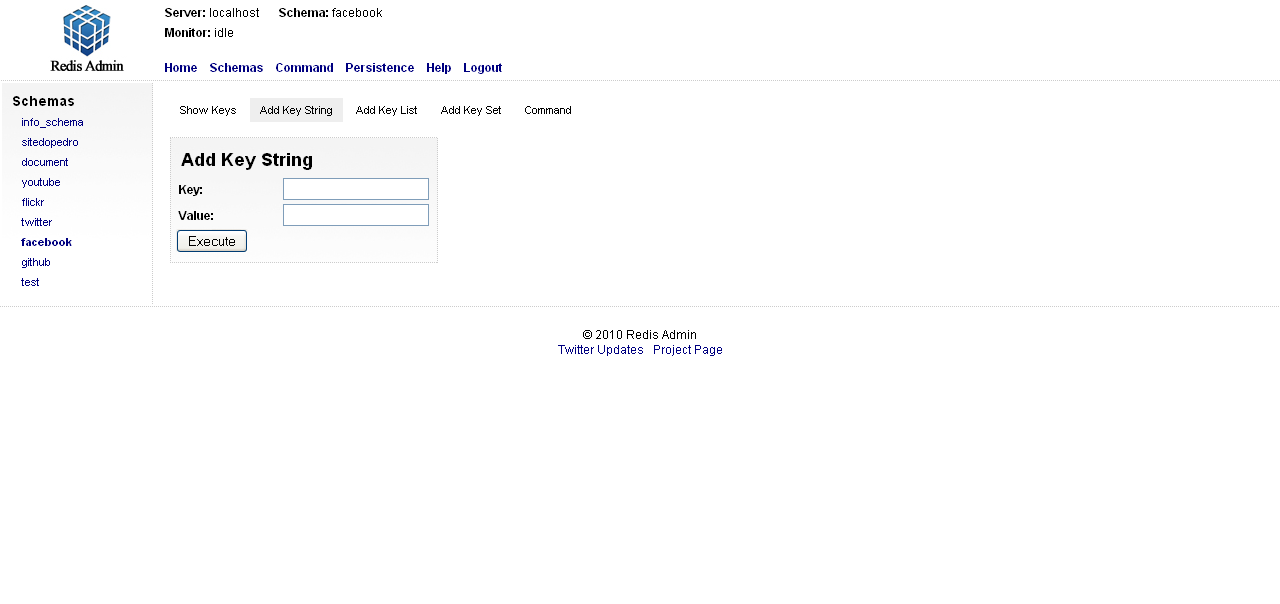 Redis Admin
Server: localhost Schema: facebook
Monitor: idle
Home Schemas Command Persistence Help Logout
Schemas
info_schema
sitedopedro
document
youtube
flickr
twitter
facebook
github
test
Show Keys Add Key String Add Key List Add Key Set Command
Add Key String
Key:
Value:
Execute
© 2010 Redis Admin
Twitter Updates Project Page